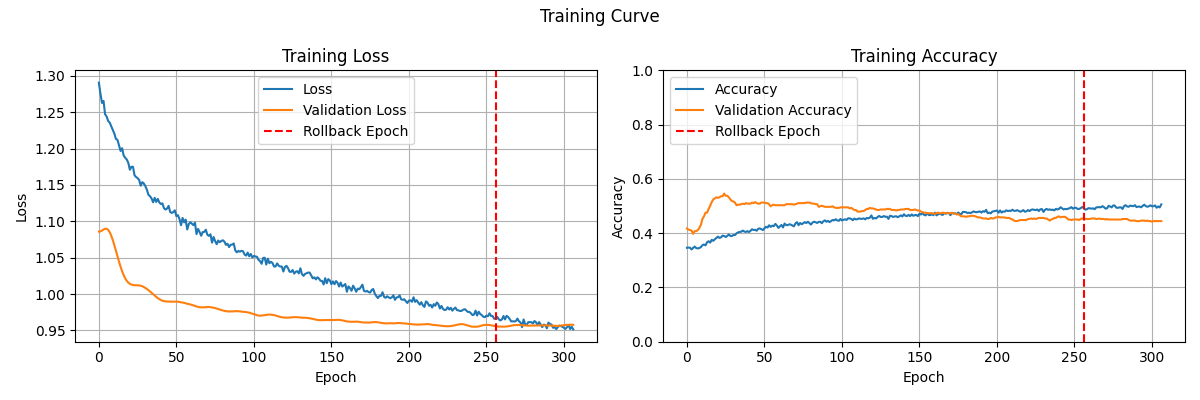 Training Curve
Training Loss
1.30
1.25
1.20
1.15
1.10
1.05
1.00
0.95
Loss
Loss
Validation Loss
Rollback Epoch
0
50
100
150
200
250
300
Epoch
Training Accuracy
1.0
0.8
0.6
0.4
0.2
0.0
Accuracy
Accuracy
Validation Accuracy
Rollback Epoch
0
50
100
150
200
250
300
Epoch